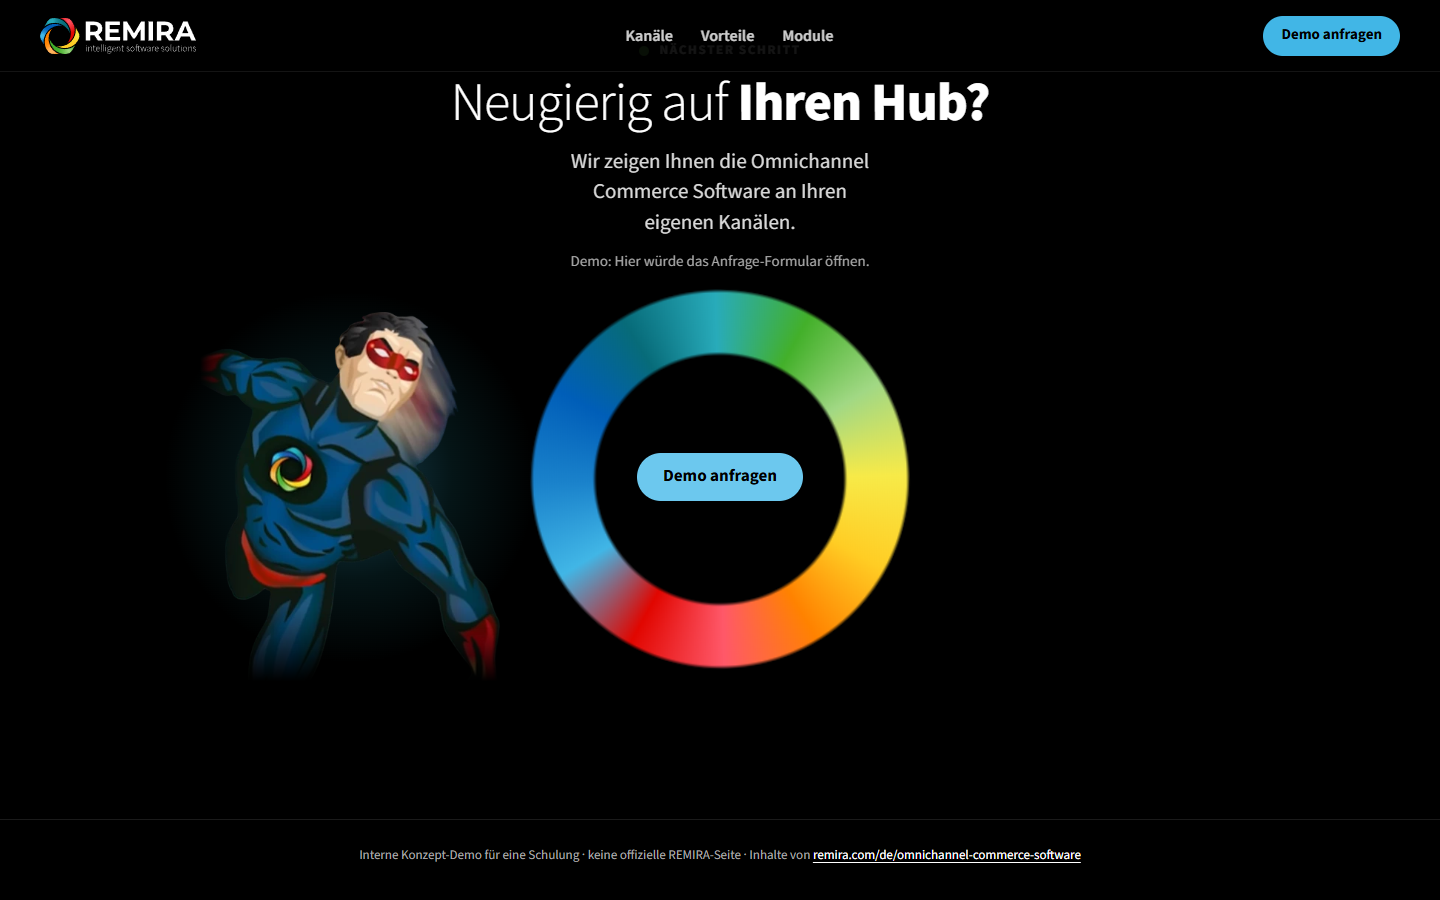 REMIRA
intelligent software solutions
Kanäle
Vorteile
Module
Demo anfragen
NÄCHSTER SCHRITT
Neugierig auf Ihren Hub?
Wir zeigen Ihnen die Omnichannel
Commerce Software an Ihren
eigenen Kanälen.
Demo: Hier würde das Anfrage-Formular öffnen.
Demo anfragen
Interne Konzept-Demo für eine Schulung · keine offizielle REMIRA-Seite · Inhalte von remira.com/de/omnichannel-commerce-software